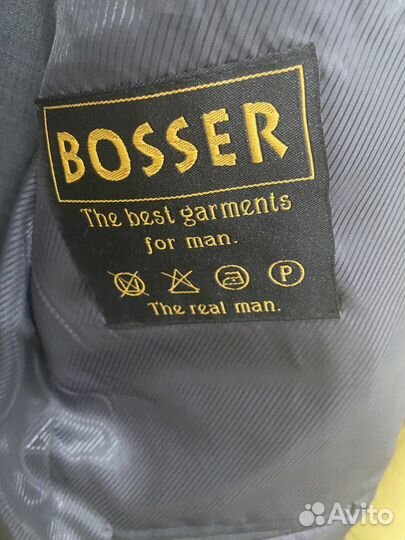 BOSSER
The best garments
for man.
P
The real man.
Avito